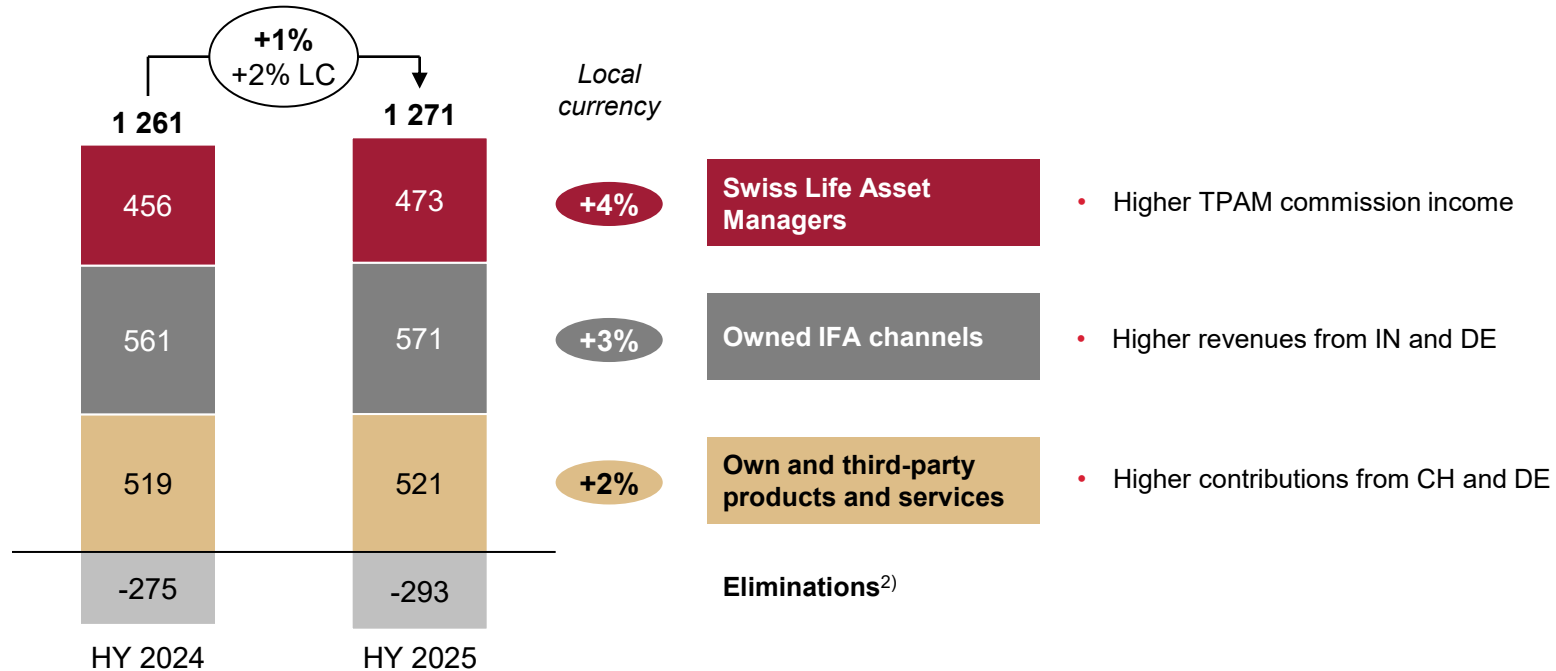 +1%
+2% LC
Local
currency
1 261
1 271
456
473
+4%
Swiss Life Asset
Managers
• Higher TPAM commission income
561
571
+3%
Owned IFA channels
• Higher revenues from IN and DE
519
521
+2%
Own and third-party
products and services
• Higher contributions from CH and DE
-275
-293
Eliminations2)
HY 2024
HY 2025